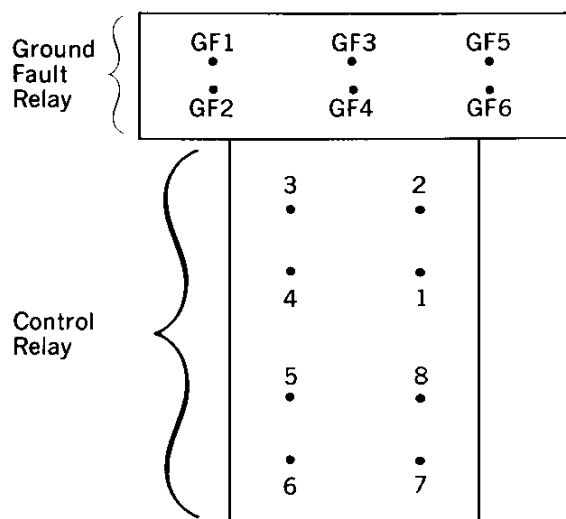 Ground
Fault
Relay
GF1 GF3 GF5
GF2 GF4 GF6
Control
Relay
3 2
4 1
5 8
6 7